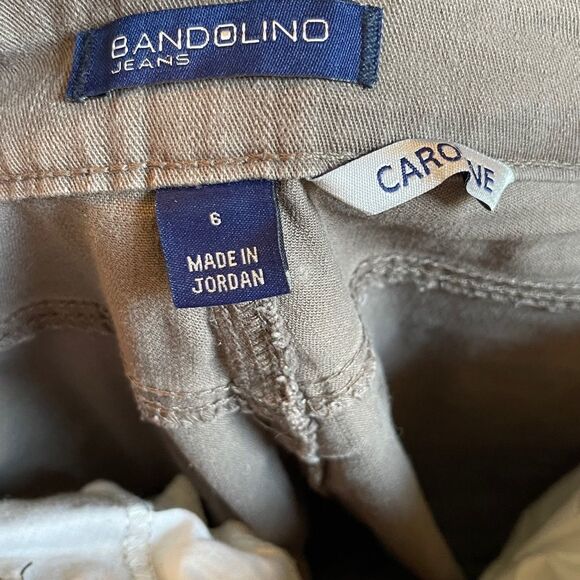 BANDOLINO
JEANS
CARO NE
6
MADE IN
JORDAN